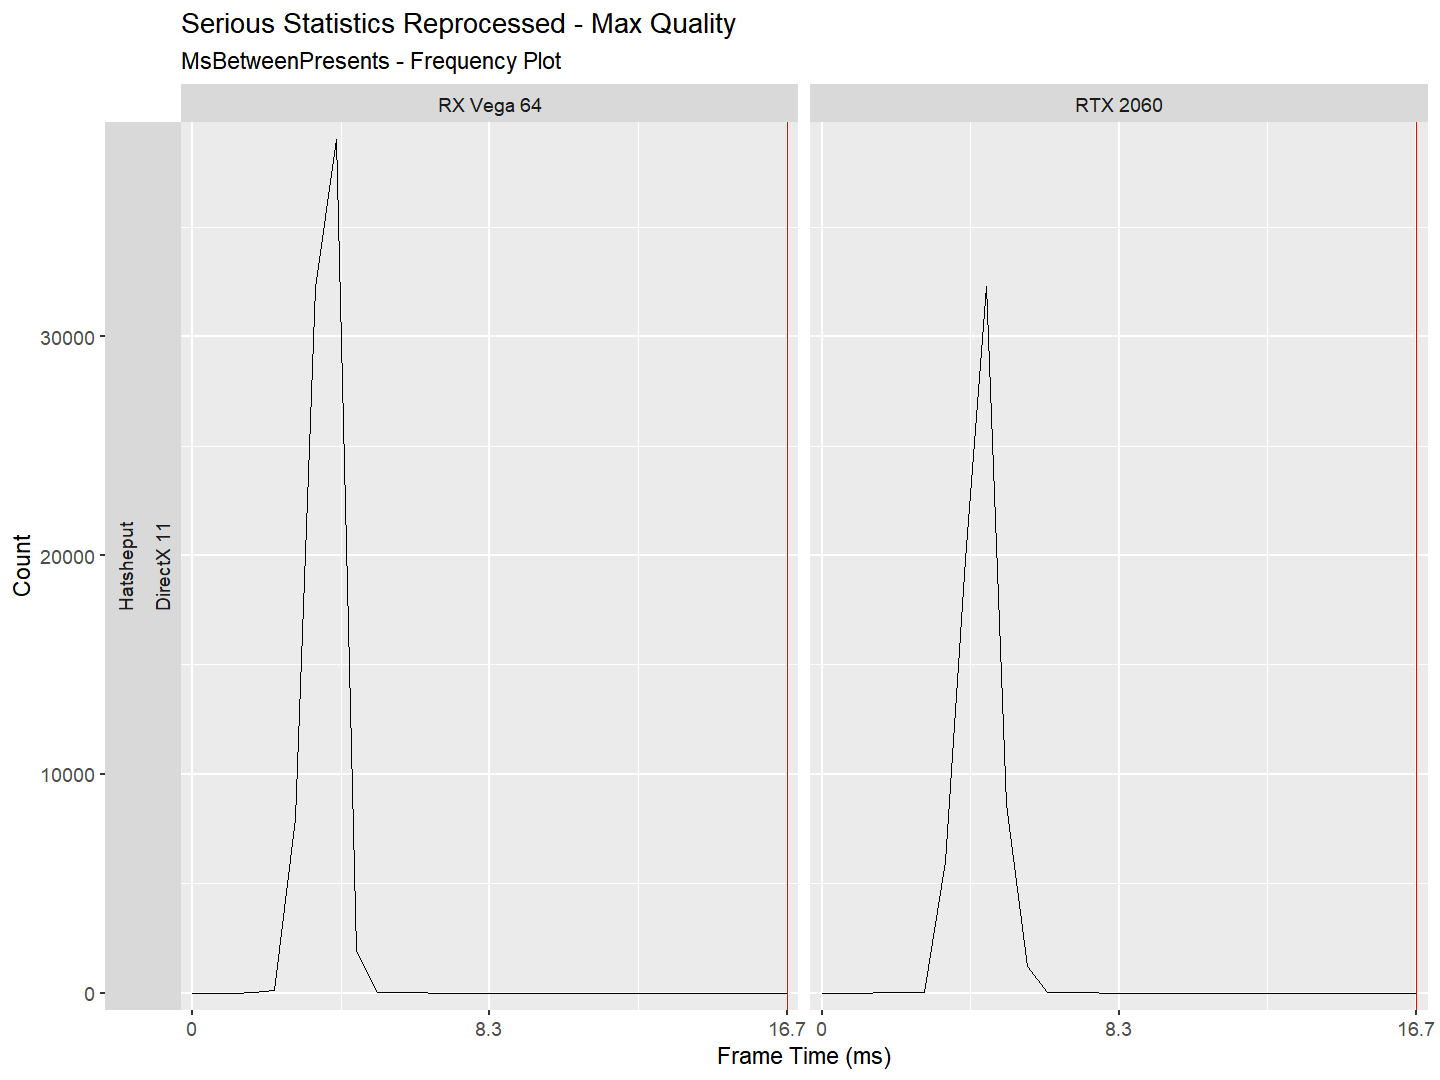 Serious Statistics Reprocessed - Max Quality
MsBetweenPresents - Frequency Plot
RX Vega 64
RTX 2060
Count
30000
20000
10000
0
Hatsheput
DirectX 11
0
8.3
16.7
0
8.3
16.7
Frame Time (ms)